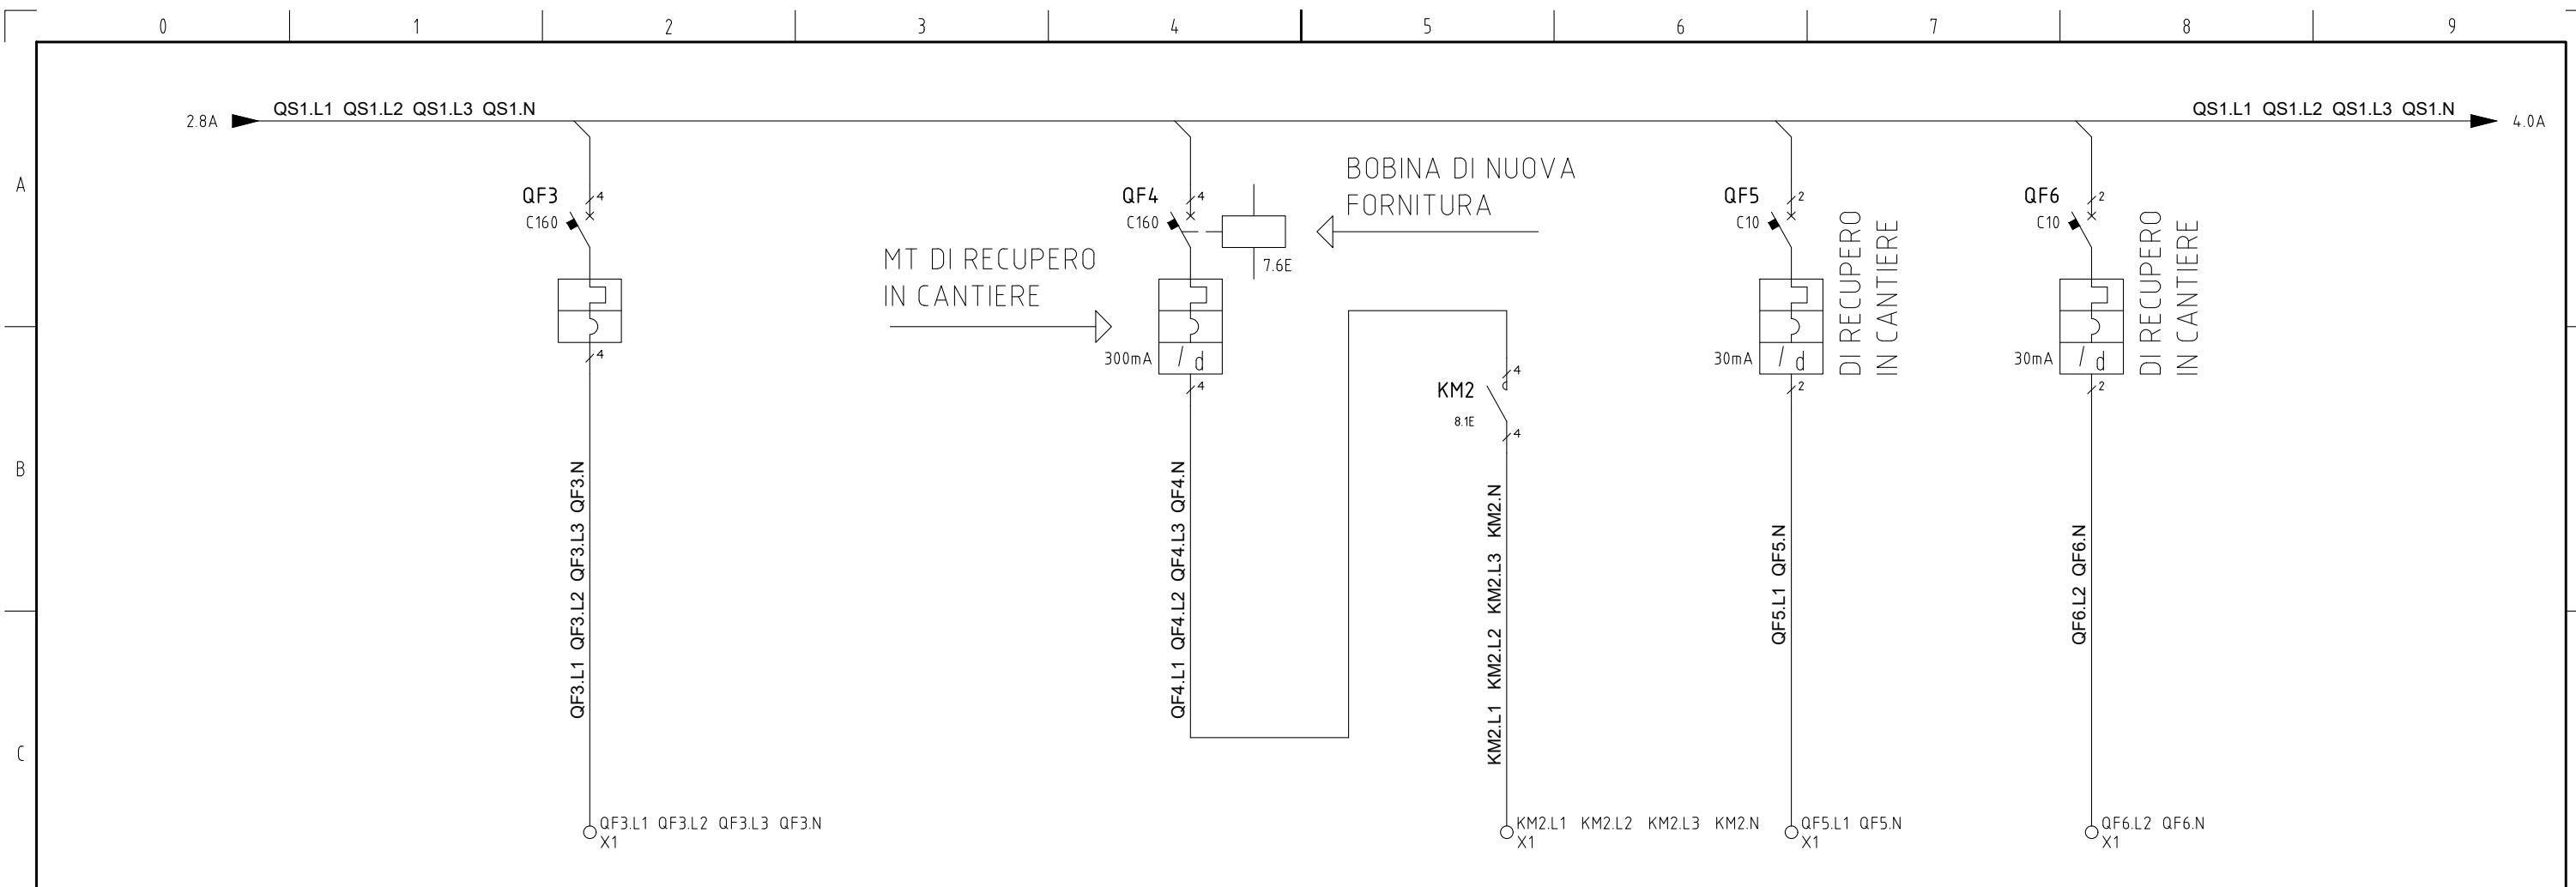 0 1 2 3 4 5 6 7 8 9
QS1.L1 QS1.L2 QS1.L3 QS1.N
QS1.L1 QS1.L2 QS1.L3 QS1.N
2.8A
4.0A
A
QF3
C160
4
4
QF3.L1 QF3.L2 QF3.L3 QF3.N
QF3.L1 QF3.L2 QF3.L3 QF3.N
X1
MT DI RECUPERO
IN CANTIERE
QF4
C160
4
7.6E
BOBINA DI NUOVA
FORNITURA
300mA
d
4
QF4.L1 QF4.L2 QF4.L3 QF4.N
B
KM2
8.1E
4
4
KM2.L1 KM2.L2 KM2.L3 KM2.N
KM2.L1 KM2.L2 KM2.L3 KM2.N
X1
QF5
C10
2
30mA
d
2
DI RECUPERO
IN CANTIERE
QF5.L1 QF5.N
QF5.L1 QF5.N
X1
QF6
C10
2
30mA
d
2
DI RECUPERO
IN CANTIERE
QF6.L2 QF6.N
QF6.L2 QF6.N
X1
C